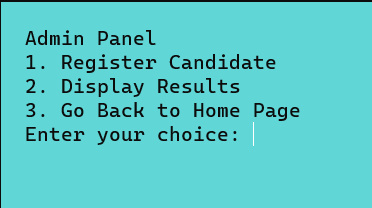 Admin Panel
1. Register Candidate
2. Display Results
3. Go Back to Home Page
Enter your choice: